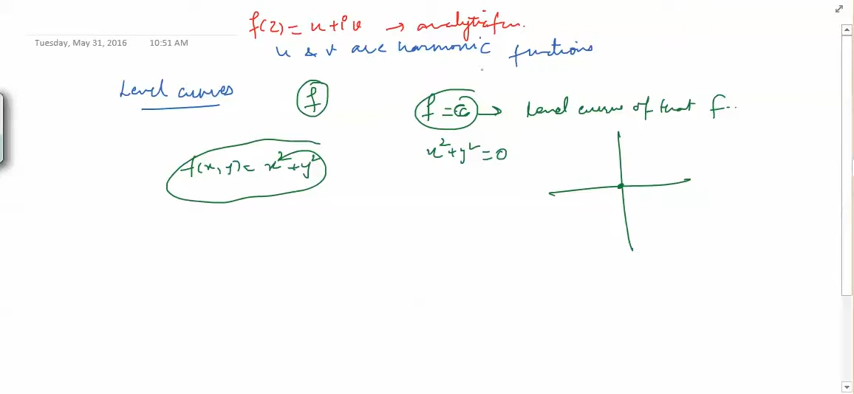 f(z) = u + iv → analytic fn.
u & v are harmonic functions
Tuesday, May 31, 2016 10:51 AM
Level curves f
f = c → Level curve of that f..
f(x, y) = x² + y²
x² + y² = 0